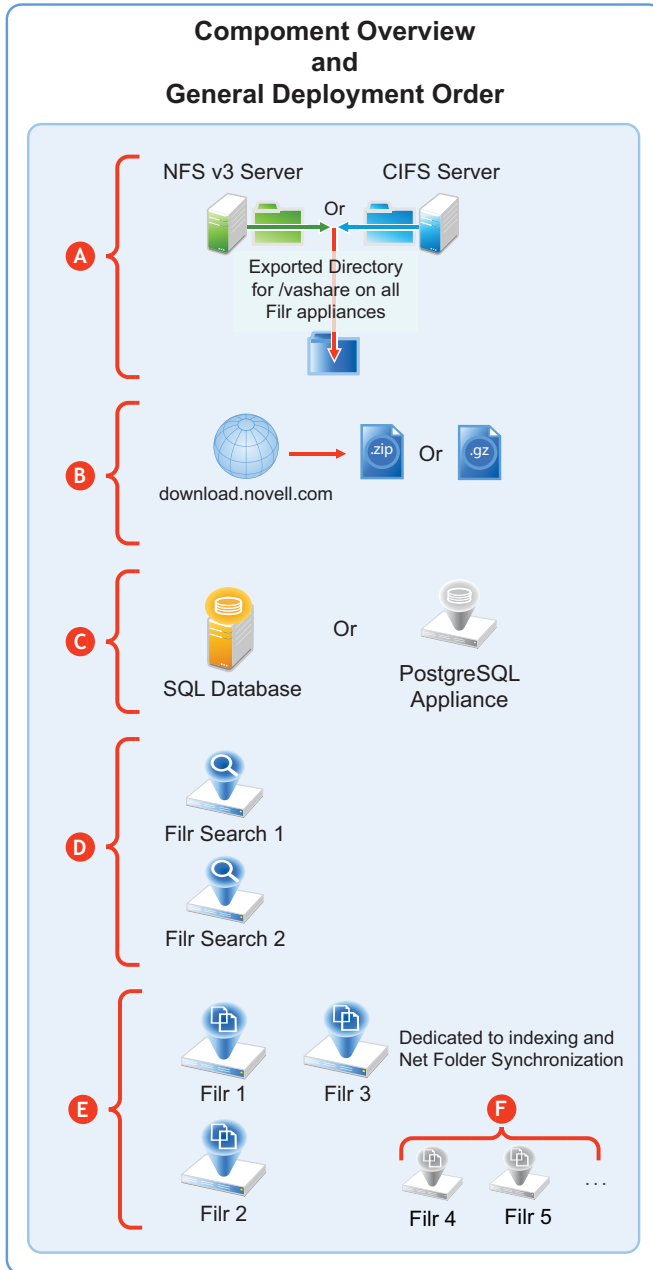 Compoment Overview
and
General Deployment Order
NFS v3 Server
CIFS Server
Or
A
Exported Directory
for /vashare on all
Filr appliances
B
.zip
Or
.gz
download.novell.com
C
Or
SQL Database
PostgreSQL
Appliance
D
Filr Search 1
Filr Search 2
E
Dedicated to indexing and
Net Folder Synchronization
Filr 1
Filr 3
F
Filr 2
Filr 4
Filr 5
...